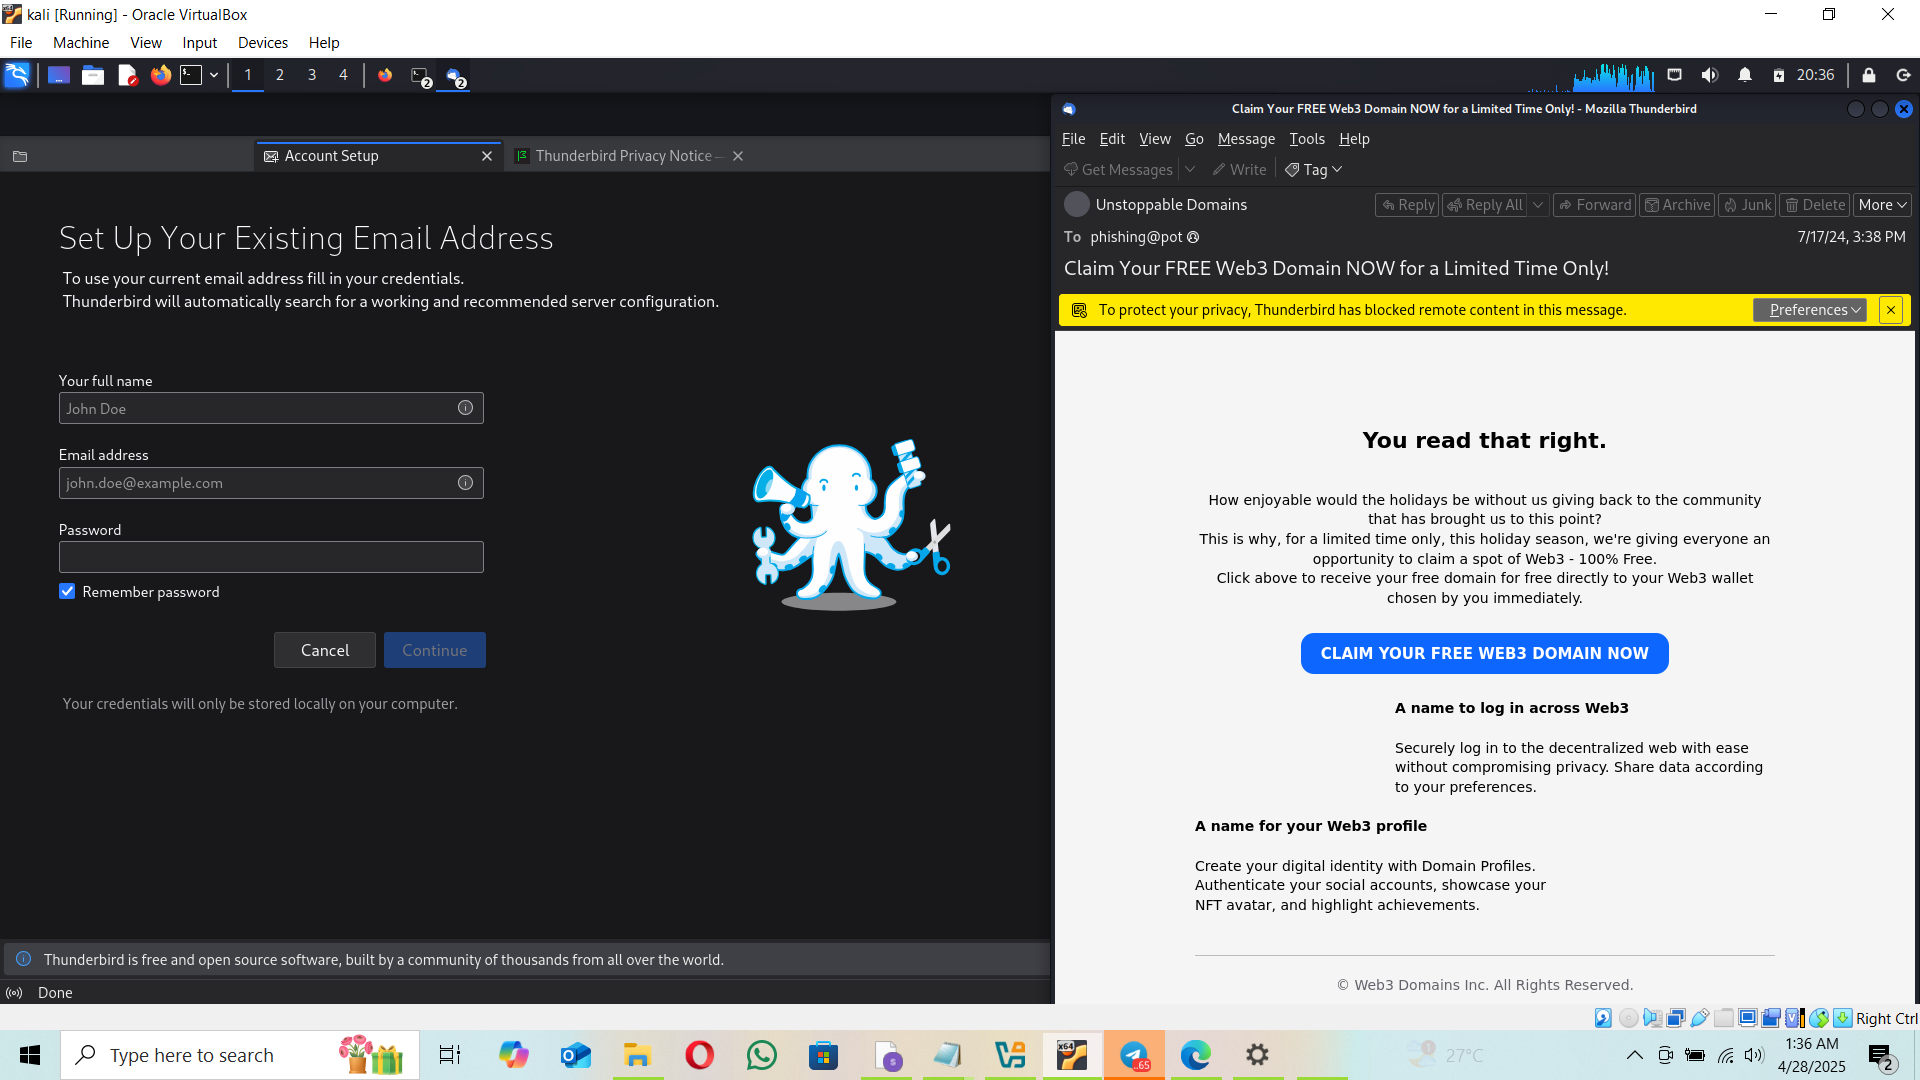 kali [Running] - Oracle VirtualBox
File Machine View Input Devices Help
1 2 3 4 2 2 20:36
Account Setup
Thunderbird Privacy Notice —
Set Up Your Existing Email Address
To use your current email address fill in your credentials.
Thunderbird will automatically search for a working and recommended server configuration.
Your full name
John Doe
Email address
john.doe@example.com
Password
Remember password
Cancel Continue
Your credentials will only be stored locally on your computer.
Thunderbird is free and open source software, built by a community of thousands from all over the world.
Done
Claim Your FREE Web3 Domain NOW for a Limited Time Only! - Mozilla Thunderbird
File Edit View Go Message Tools Help
Get Messages Write Tag
Unstoppable Domains Reply Reply All Forward Archive Junk Delete More
To phishing@pot 7/17/24, 3:38 PM
Claim Your FREE Web3 Domain NOW for a Limited Time Only!
To protect your privacy, Thunderbird has blocked remote content in this message. Preferences
You read that right.
How enjoyable would the holidays be without us giving back to the community
that has brought us to this point?
This is why, for a limited time only, this holiday season, we're giving everyone an
opportunity to claim a spot of Web3 - 100% Free.
Click above to receive your free domain for free directly to your Web3 wallet
chosen by you immediately.
CLAIM YOUR FREE WEB3 DOMAIN NOW
A name to log in across Web3
Securely log in to the decentralized web with ease
without compromising privacy. Share data according
to your preferences.
A name for your Web3 profile
Create your digital identity with Domain Profiles.
Authenticate your social accounts, showcase your
NFT avatar, and highlight achievements.
© Web3 Domains Inc. All Rights Reserved.
Right Ctrl
Type here to search
x64
..65
27°C
1:36 AM
4/28/2025
2